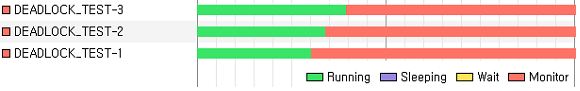 DEADLOCK_TEST-3
DEADLOCK_TEST-2
DEADLOCK_TEST-1
Running Sleeping Wait Monitor